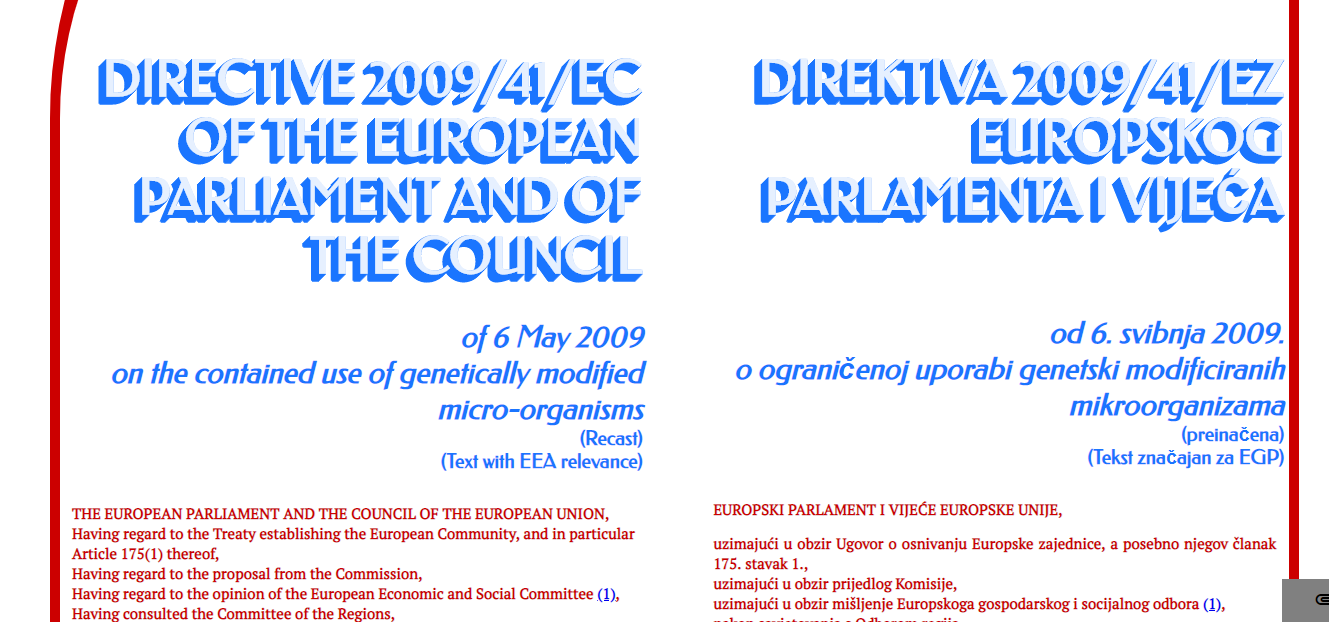 DIRECTIVE 2009/41/EC
OF THE EUROPEAN
PARLIAMENT AND OF
THE COUNCIL
of 6 May 2009
on the contained use of genetically modified
micro-organisms
(Recast)
(Text with EEA relevance)
THE EUROPEAN PARLIAMENT AND THE COUNCIL OF THE EUROPEAN UNION,
Having regard to the Treaty establishing the European Community, and in particular
Article 175(1) thereof,
Having regard to the proposal from the Commission,
Having regard to the opinion of the European Economic and Social Committee (1),
Having consulted the Committee of the Regions,
DIREKTIVA 2009/41/EZ
EUROPSKOG
PARLAMENTA I VIJEĆA
od 6. svibnja 2009.
o ograničenoj uporabi genetski modificiranih
mikroorganizama
(preinačena)
(Tekst značajan za EGP)
EUROPSKI PARLAMENT I VIJEĆE EUROPSKE UNIJE,
uzimajući u obzir Ugovor o osnivanju Europske zajednice, a posebno njegov članak
175. stavak 1.,
uzimajući u obzir prijedlog Komisije,
uzimajući u obzir mišljenje Europskoga gospodarskog i socijalnog odbora (1),